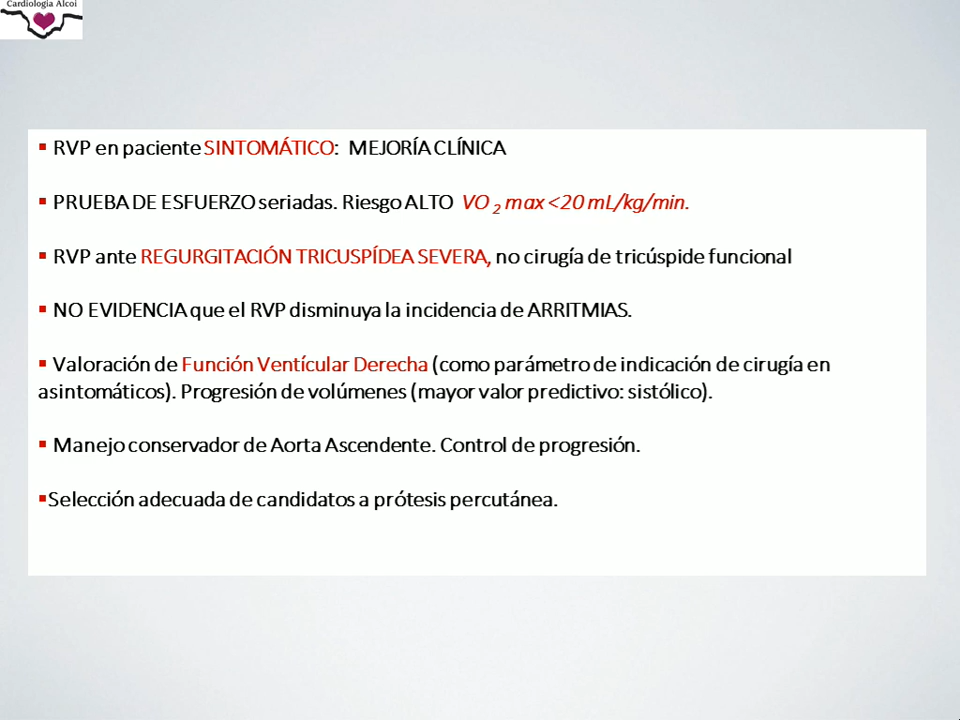 Cardiología Alcoi
▪ RVP en paciente SINTOMÁTICO: MEJORÍA CLÍNICA
▪ PRUEBA DE ESFUERZO seriadas. Riesgo ALTO VO 2 max <20 mL/kg/min.
▪ RVP ante REGURGITACIÓN TRICUSPÍDEA SEVERA, no cirugía de tricúspide funcional
▪ NO EVIDENCIA que el RVP disminuya la incidencia de ARRITMIAS.
▪ Valoración de Función Ventícular Derecha (como parámetro de indicación de cirugía en
asintomáticos). Progresión de volúmenes (mayor valor predictivo: sistólico).
▪ Manejo conservador de Aorta Ascendente. Control de progresión.
▪Selección adecuada de candidatos a prótesis percutánea.